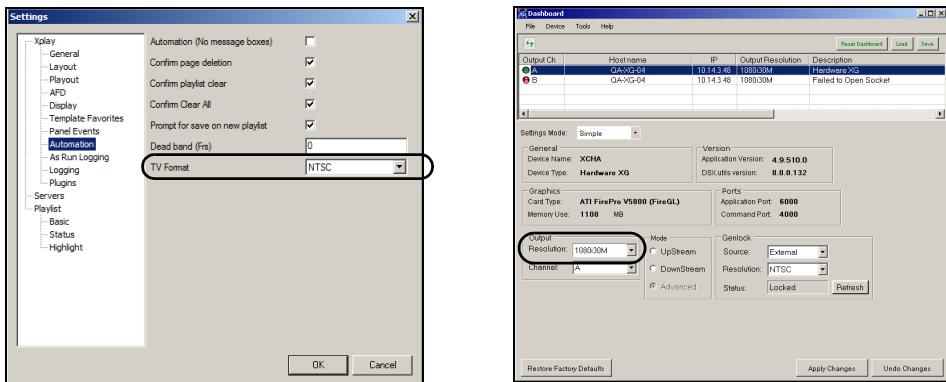 Settings
Xplay
General
Layout
Playout
AFD
Display
Template Favorites
Panel Events
Automation
As Run Logging
Logging
Plugins
Servers
Playlist
Basic
Status
Highlight
Automation (No message boxes)
Confirm page deletion
Confirm playlist clear
Confirm Clear All
Prompt for save on new playlist
Dead band (Frs) 0
TV Format NTSC
OK Cancel
Dashboard
File Device Tools Help
Reset Dashboard Load Save
Output Ch Host name IP Output Resolution Description
A QA-XG-04 10.14.3.48 1080i30M Hardware XG
B QA-XG-04 10.14.3.48 1080i30M Failed to Open Socket
Settings Mode: Simple
General
Device Name: XCHA
Device Type: Hardware XG
Version
Application Version: 4.9.510.0
DSX.utils version: 8.0.0.132
Graphics
Card Type: ATI FirePro V5800 (FireGL)
Memory Use: 1108 MB
Ports
Application Port: 6000
Command Port: 4000
Output
Resolution: 1080i30M
Channel: A
Mode
UpStream
DownStream
Advanced
Genlock
Source: External
Resolution: NTSC
Status: Locked Refresh
Restore Factory Defaults Apply Changes Undo Changes